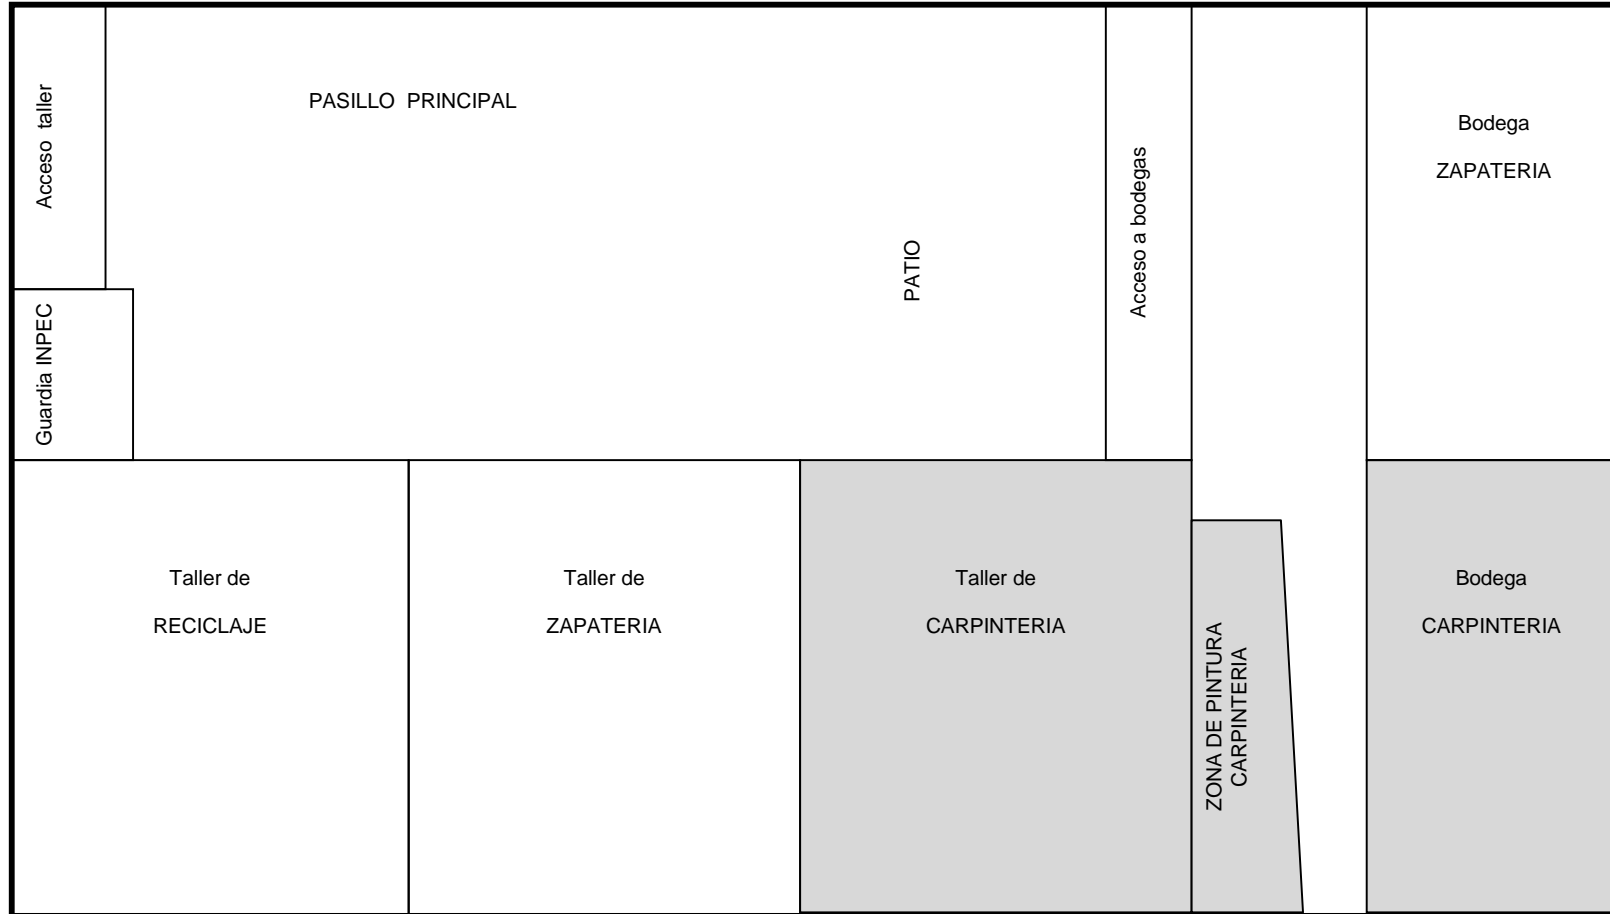 Acceso taller
PASILLO PRINCIPAL
PATIO
Acceso a bodegas
Bodega
ZAPATERIA
Guardia INPEC
Taller de
RECICLAJE
Taller de
ZAPATERIA
Taller de
CARPINTERIA
ZONA DE PINTURA
CARPINTERIA
Bodega
CARPINTERIA